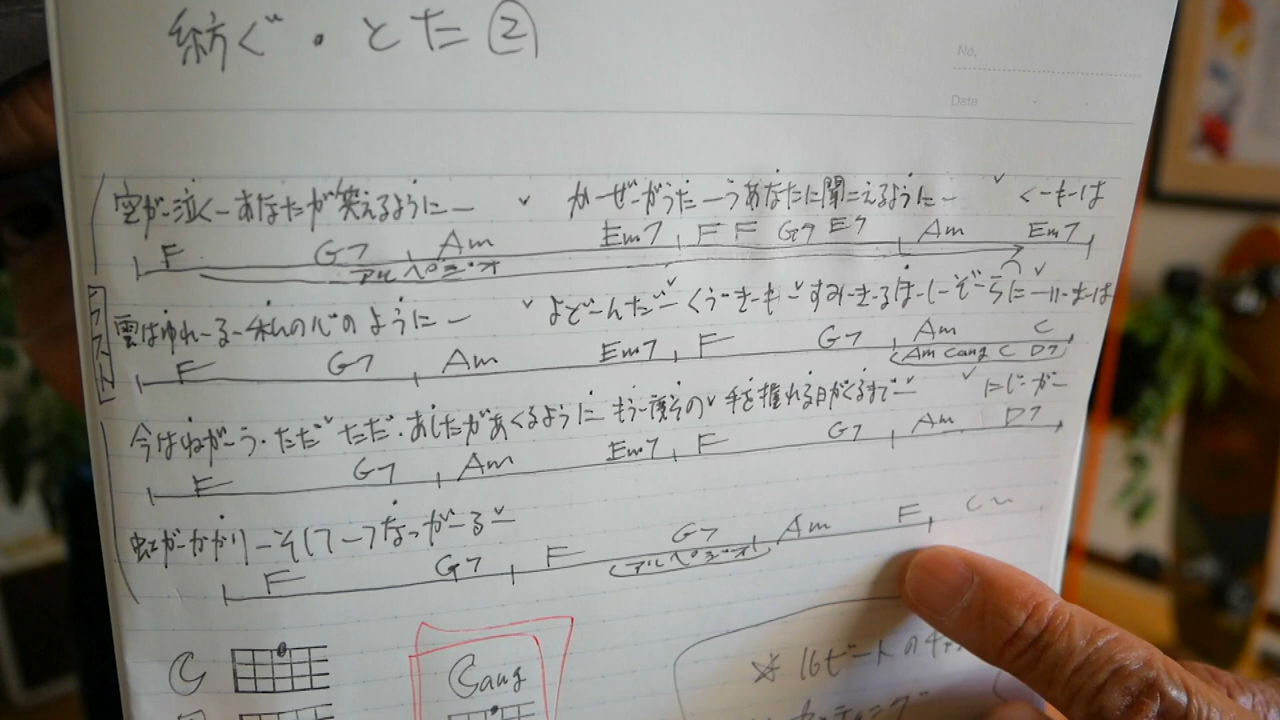 紡ぐ・とた②
No.
Date
空が泣くーあなたが笑えるようにー かーぜーがうたーうあなたに聞こえるようにー くーもーは
F G7 Am Em7 F F G7 E7 Am Em7
アルペジオ
ラスト
雲はゆれーるー私の心のようにー よどーんだー くうーきーもーすみーきーるほーしーぞーらにーいーまーは
F G7 Am Em7 F G7 Am C
(Am Cang C D7)
今はねがーう・ただ ただ・あしたがあくるように もう一度その 手を握れる日がくるまでー にじーがー
F G7 Am Em7 F G7 Am D7
虹がーかかりーそしてーつながーるー
F G7 F G7 Am F C
(アルペジオ)
C
Cang
※ 16ビートの